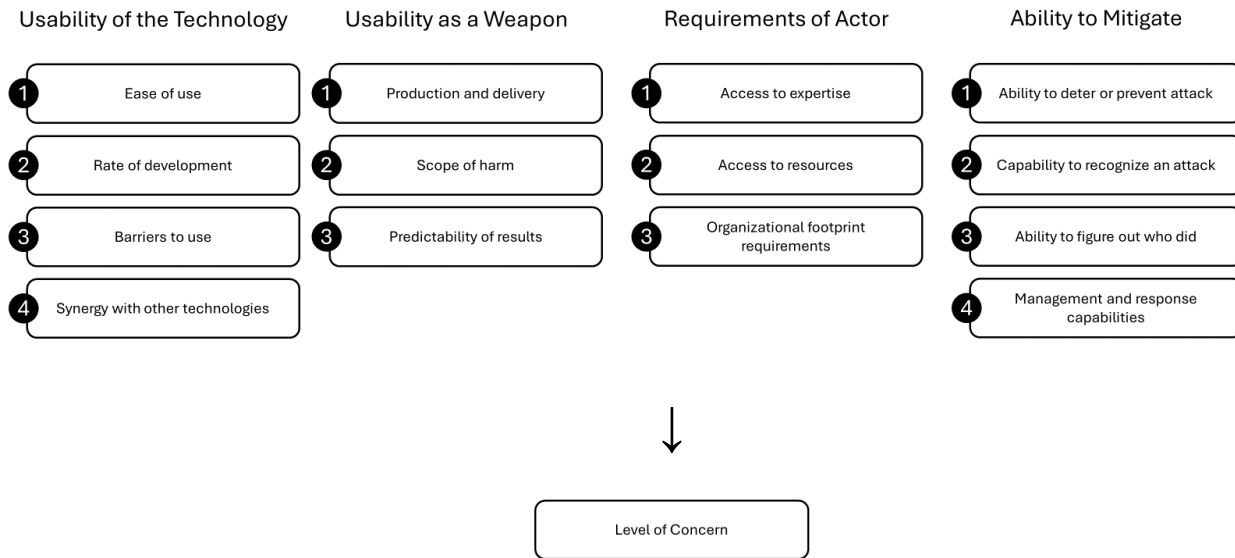 Usability of the Technology
1 Ease of use
2 Rate of development
3 Barriers to use
4 Synergy with other technologies
Usability as a Weapon
1 Production and delivery
2 Scope of harm
3 Predictability of results
Requirements of Actor
1 Access to expertise
2 Access to resources
3 Organizational footprint
requirements
Ability to Mitigate
1 Ability to deter or prevent attack
2 Capability to recognize an attack
3 Ability to figure out who did
4 Management and response
capabilities
Level of Concern